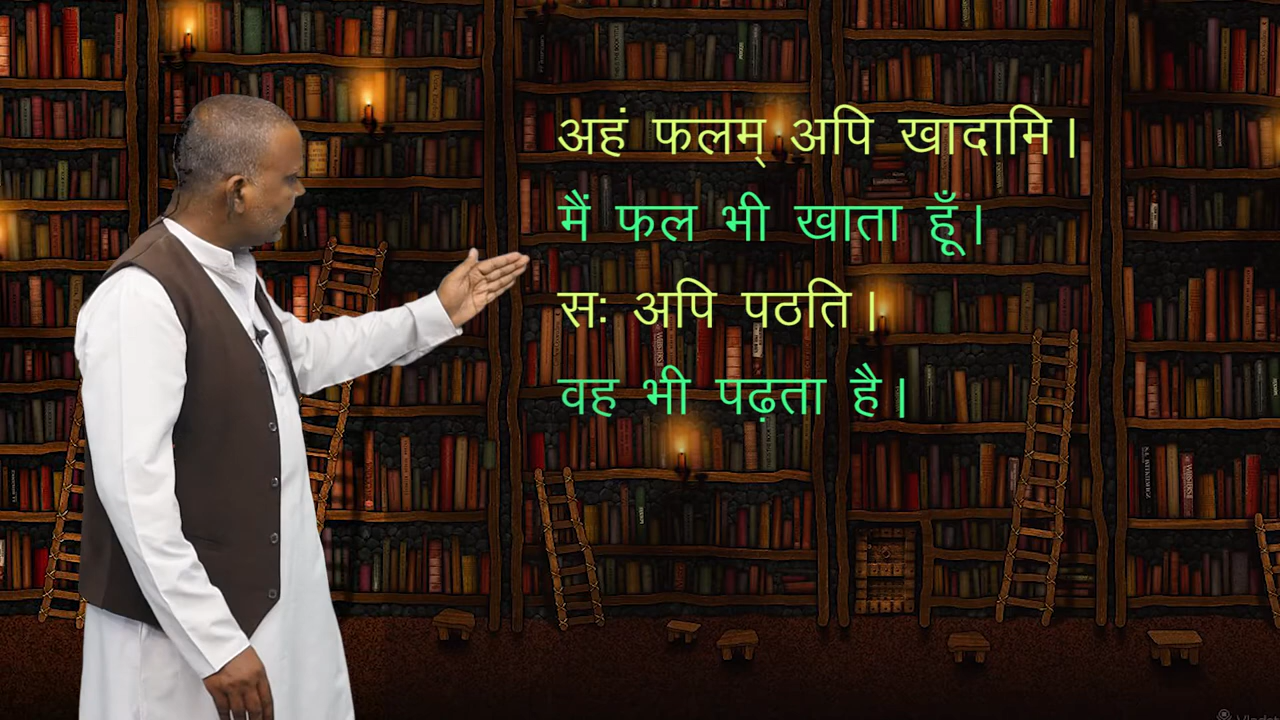 अहं फलम् अपि खादामि।
मैं फल भी खाता हूँ।
सः अपि पठति।
वह भी पढ़ता है।